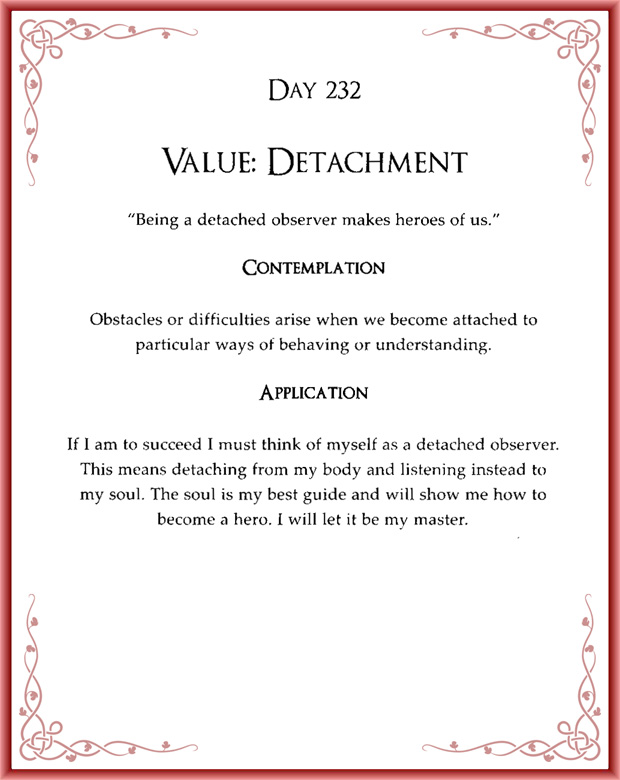 DAY 232
VALUE: DETACHMENT
"Being a detached observer makes heroes of us."
CONTEMPLATION
Obstacles or difficulties arise when we become attached to
particular ways of behaving or understanding.
APPLICATION
If I am to succeed I must think of myself as a detached observer.
This means detaching from my body and listening instead to
my soul. The soul is my best guide and will show me how to
become a hero. I will let it be my master.